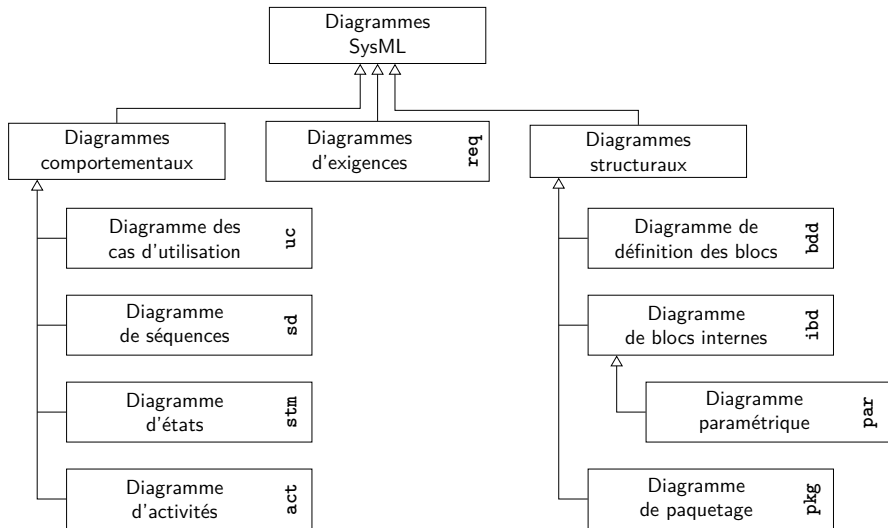 Diagrammes
SysML
Diagrammes
comportementaux
Diagrammes
d'exigences
req
Diagrammes
structuraux
Diagramme des
cas d'utilisation
uc
Diagramme
de séquences
sd
Diagramme
d'états
stm
Diagramme
d'activités
act
Diagramme de
définition des blocs
bdd
Diagramme
de blocs internes
ibd
Diagramme
paramétrique
par
Diagramme
de paquetage
pkg